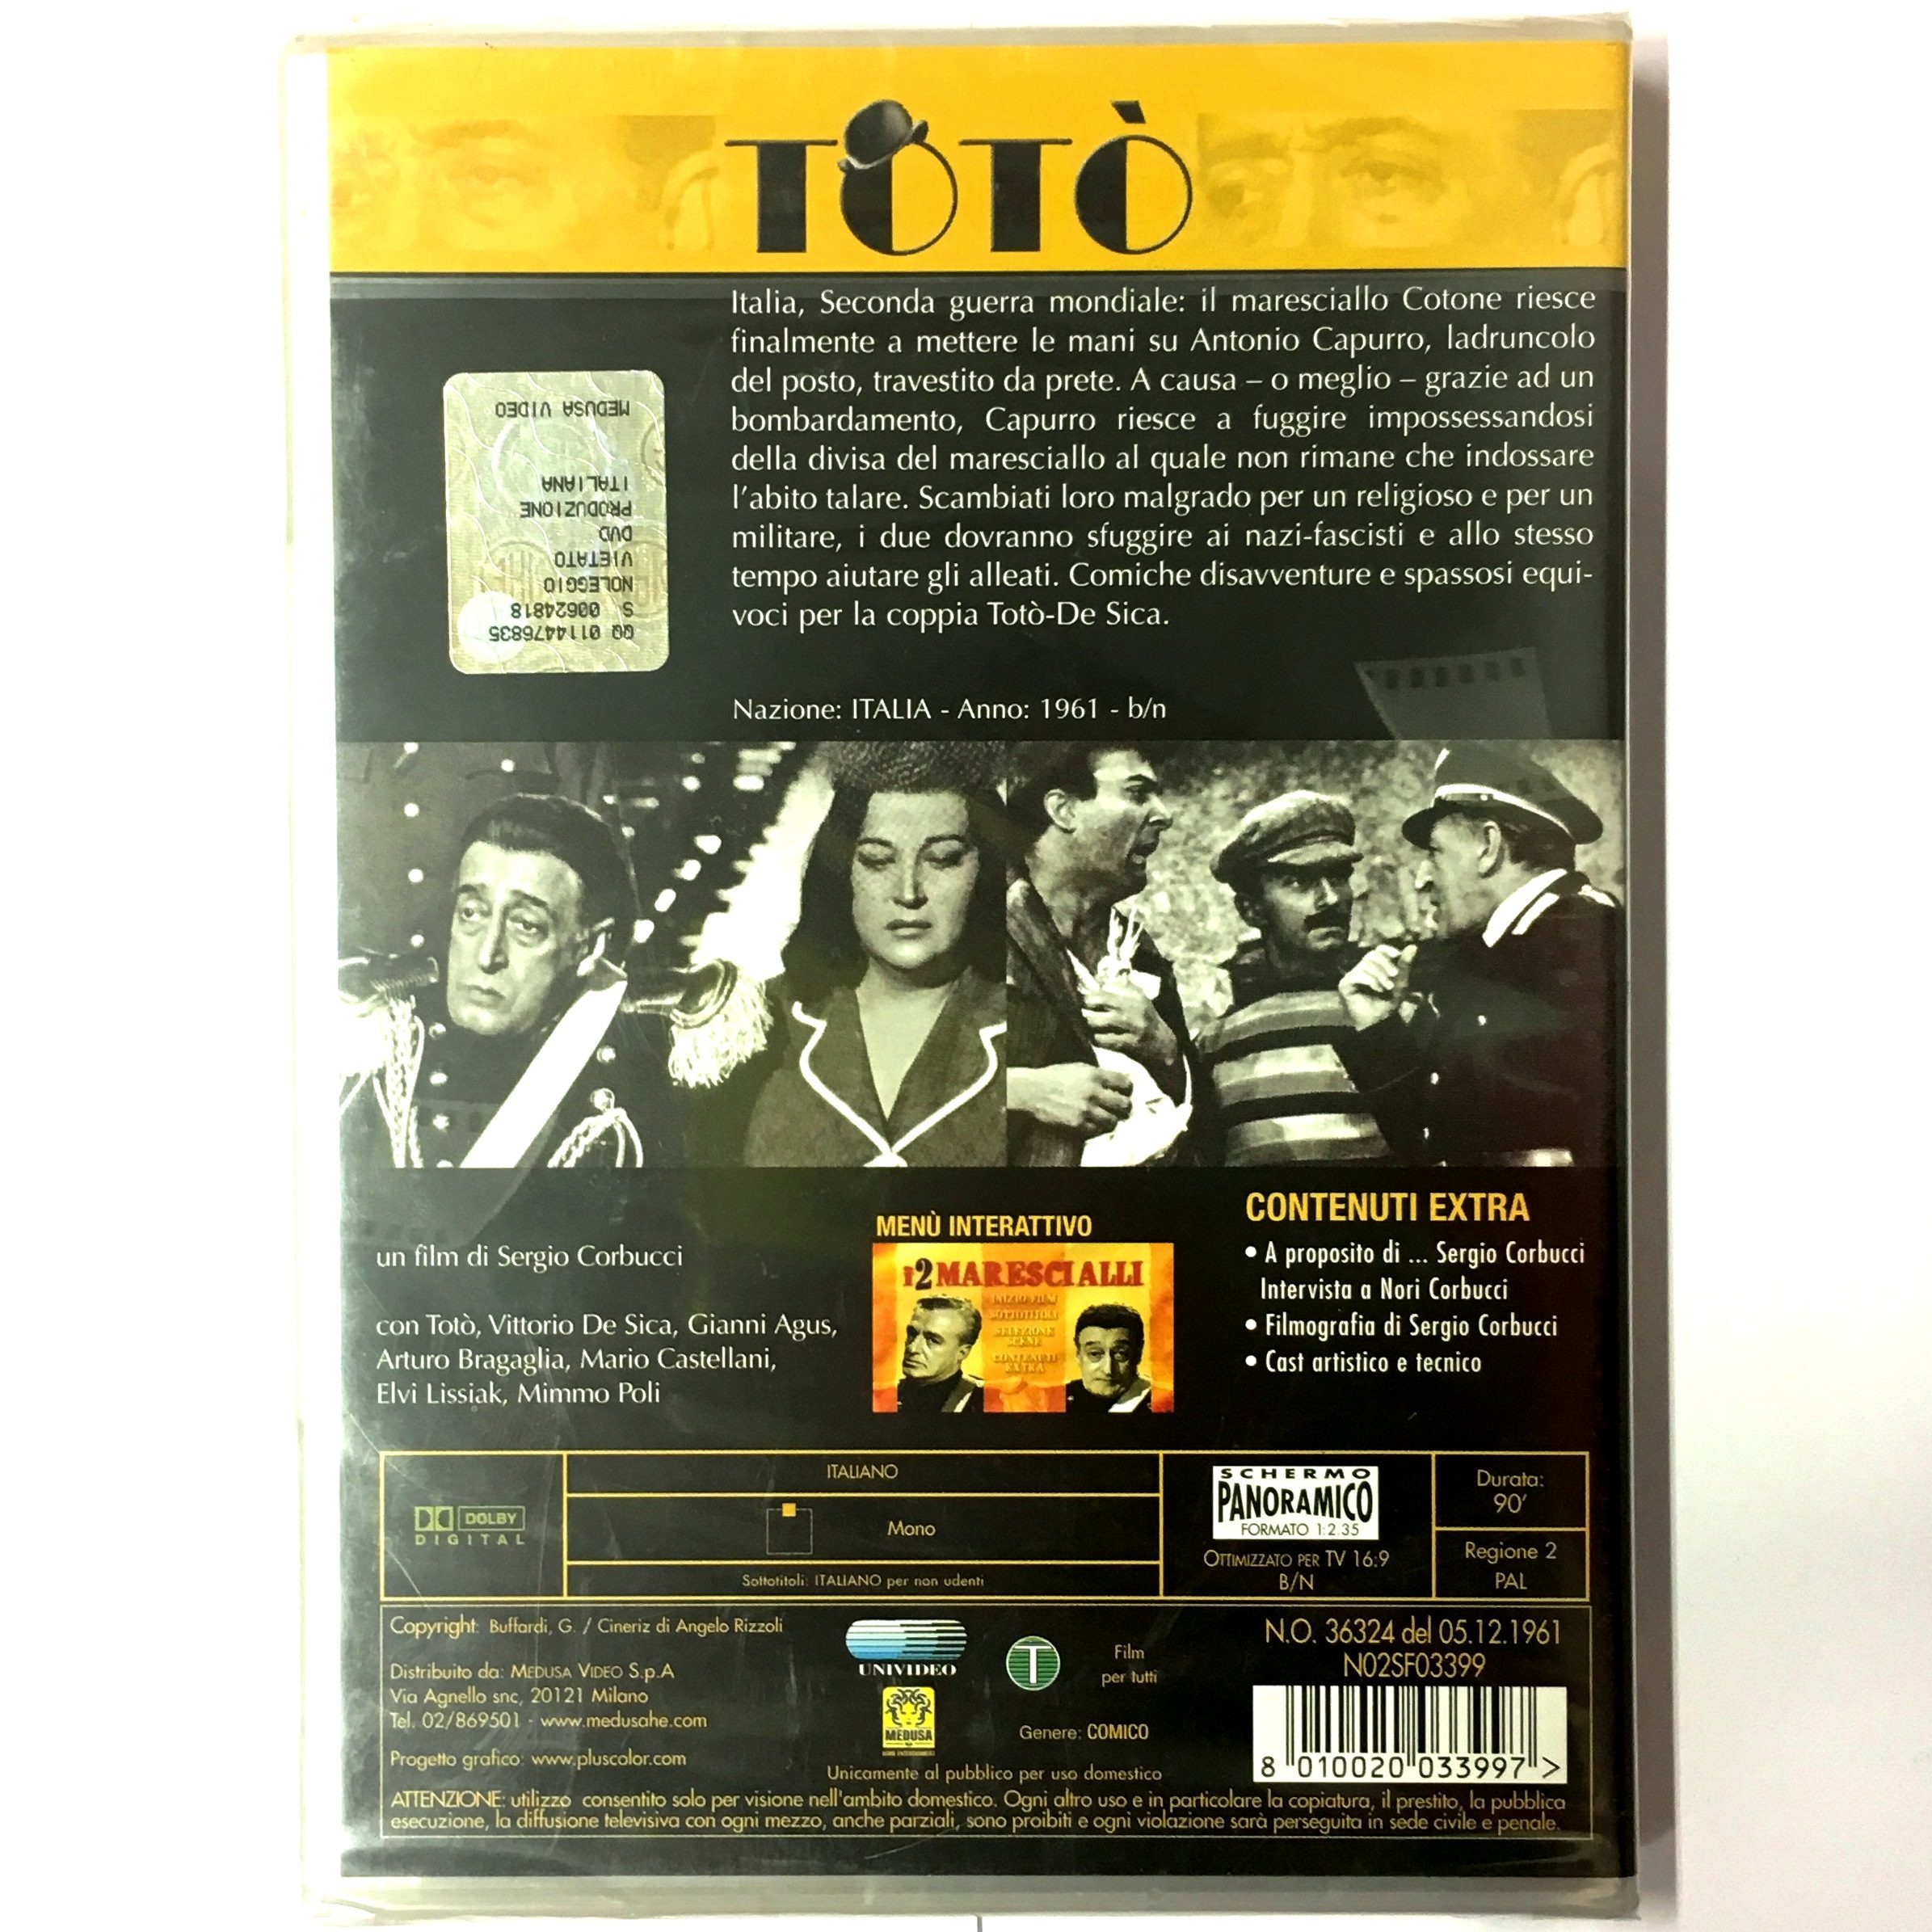 TOTÒ
Italia, Seconda guerra mondiale: il maresciallo Cotone riesce
finalmente a mettere le mani su Antonio Capurro, ladruncolo
del posto, travestito da prete. A causa – o meglio – grazie ad un
bombardamento, Capurro riesce a fuggire impossessandosi
della divisa del maresciallo al quale non rimane che indossare
l'abito talare. Scambiati loro malgrado per un religioso e per un
militare, i due dovranno sfuggire ai nazi-fascisti e allo stesso
tempo aiutare gli alleati. Comiche disavventure e spassosi equi-
voci per la coppia Totò-De Sica.
QQ 0114476835
S 00624818
NOLEGGIO
VIETATO
DVD
PRODUZIONE
ITALIANA
MEDUSA VIDEO
Nazione: ITALIA - Anno: 1961 - b/n
un film di Sergio Corbucci
con Totò, Vittorio De Sica, Gianni Agus,
Arturo Bragaglia, Mario Castellani,
Elvi Lissiak, Mimmo Poli
MENÙ INTERATTIVO
I 2 MARESCIALLI
INIZIO FILM
SOTTOTITOLI
SELEZIONE
SCENE
CONTENUTI
EXTRA
CONTENUTI EXTRA
• A proposito di ... Sergio Corbucci
Intervista a Nori Corbucci
• Filmografia di Sergio Corbucci
• Cast artistico e tecnico
DOLBY
DIGITAL
ITALIANO
Mono
Sottotitoli: ITALIANO per non udenti
SCHERMO
PANORAMICO
FORMATO 1:2.35
OTTIMIZZATO PER TV 16:9
B/N
Durata:
90'
Regione 2
PAL
Copyright: Buffardi, G. / Cineriz di Angelo Rizzoli
Distribuito da: MEDUSA VIDEO S.p.A
Via Agnello snc, 20121 Milano
Tel. 02/869501 - www.medusahe.com
Progetto grafico: www.pluscolor.com
UNIVIDEO
MEDUSA
T
Film
per tutti
Genere: COMICO
Unicamente al pubblico per uso domestico
N.O. 36324 del 05.12.1961
N02SF03399
8 010020 033997 >
ATTENZIONE: utilizzo consentito solo per visione nell'ambito domestico. Ogni altro uso e in particolare la copiatura, il prestito, la pubblica
esecuzione, la diffusione televisiva con ogni mezzo, anche parziali, sono proibiti e ogni violazione sarà perseguita in sede civile e penale.